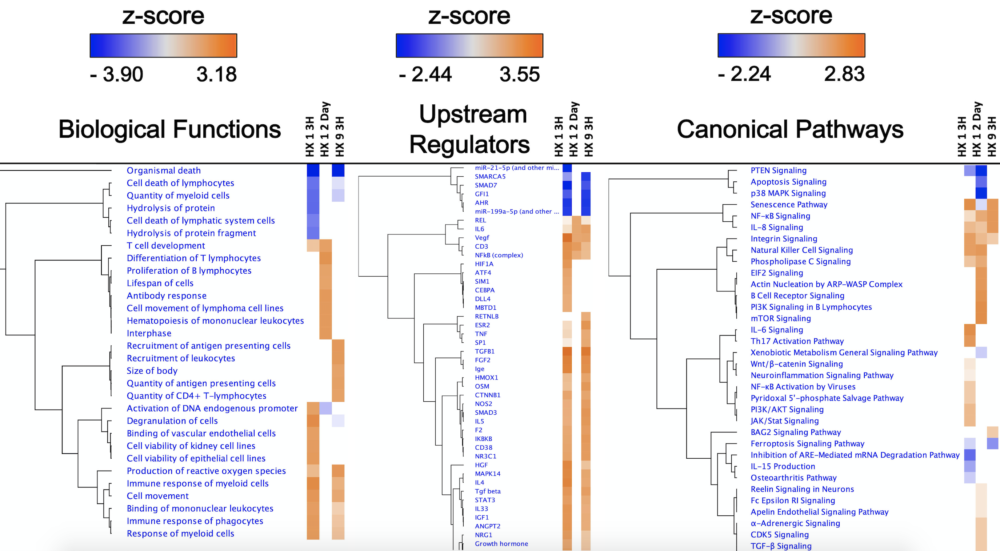 z-score
- 3.90 3.18
Biological Functions
HX 1 3H
HX 1 2 Day
HX 9 3H
Organismal death
Cell death of lymphocytes
Quantity of myeloid cells
Hydrolysis of protein
Cell death of lymphatic system cells
Hydrolysis of protein fragment
T cell development
Differentiation of T lymphocytes
Proliferation of B lymphocytes
Lifespan of cells
Antibody response
Cell movement of lymphoma cell lines
Hematopoiesis of mononuclear leukocytes
Interphase
Recruitment of antigen presenting cells
Recruitment of leukocytes
Size of body
Quantity of antigen presenting cells
Quantity of CD4+ T-lymphocytes
Activation of DNA endogenous promoter
Degranulation of cells
Binding of vascular endothelial cells
Cell viability of kidney cell lines
Cell viability of epithelial cell lines
Production of reactive oxygen species
Immune response of myeloid cells
Cell movement
Binding of mononuclear leukocytes
Immune response of phagocytes
Response of myeloid cells
z-score
- 2.44 3.55
Upstream
Regulators
HX 1 3H
HX 1 2 Day
HX 9 3H
miR-21-5p (and other mi...
SMARCA5
SMAD7
GFI1
AHR
miR-199a-5p (and other ...
REL
IL6
Vegf
CD3
NFkB (complex)
HIF1A
ATF4
SIM1
CEBPA
DLL4
MBTD1
RETNLB
ESR2
TNF
SP1
TGFB1
FGF2
Ige
HMOX1
OSM
CTNNB1
NOS2
SMAD3
IL5
F2
IKBKB
CD38
NR3C1
HGF
MAPK14
IL4
Tgf beta
STAT3
IL33
IGF1
ANGPT2
NRG1
Growth hormone
z-score
- 2.24 2.83
Canonical Pathways
HX 1 3H
HX 1 2 Day
HX 9 3H
PTEN Signaling
Apoptosis Signaling
p38 MAPK Signaling
Senescence Pathway
NF-κB Signaling
IL-8 Signaling
Integrin Signaling
Natural Killer Cell Signaling
Phospholipase C Signaling
EIF2 Signaling
Actin Nucleation by ARP-WASP Complex
B Cell Receptor Signaling
PI3K Signaling in B Lymphocytes
mTOR Signaling
IL-6 Signaling
Th17 Activation Pathway
Xenobiotic Metabolism General Signaling Pathway
Wnt/β-catenin Signaling
Neuroinflammation Signaling Pathway
NF-κB Activation by Viruses
Pyridoxal 5'-phosphate Salvage Pathway
PI3K/AKT Signaling
JAK/Stat Signaling
BAG2 Signaling Pathway
Ferroptosis Signaling Pathway
Inhibition of ARE-Mediated mRNA Degradation Pathway
IL-15 Production
Osteoarthritis Pathway
Reelin Signaling in Neurons
Fc Epsilon RI Signaling
Apelin Endothelial Signaling Pathway
α-Adrenergic Signaling
CDK5 Signaling
TGF-β Signaling